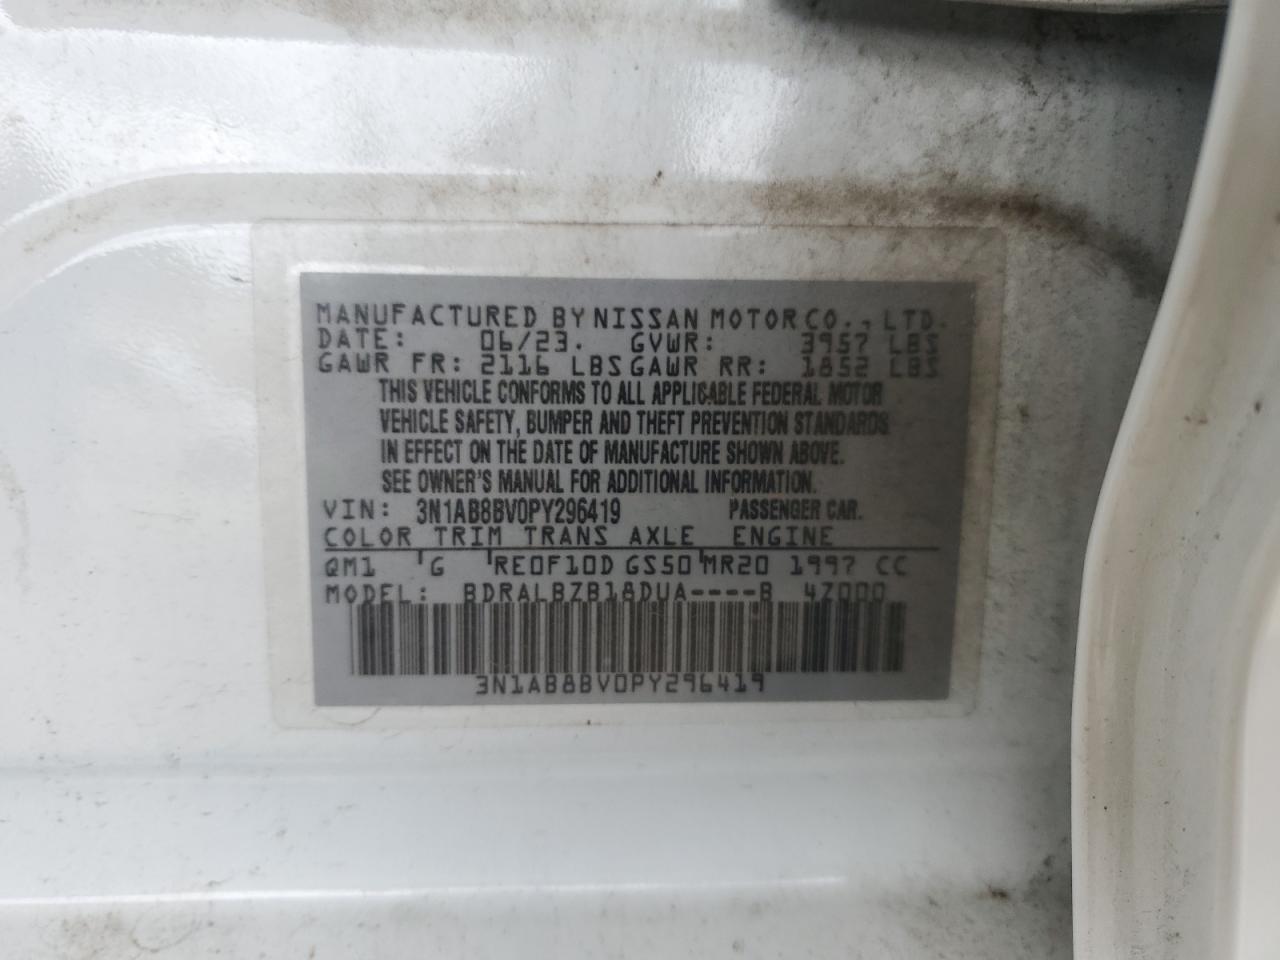 MANUFACTURED BY NISSAN MOTOR CO., LTD.
DATE: 06/23. GVWR: 3957 LBS
GAWR FR: 2116 LBS GAWR RR: 1852 LBS
THIS VEHICLE CONFORMS TO ALL APPLICABLE FEDERAL MOTOR
VEHICLE SAFETY, BUMPER AND THEFT PREVENTION STANDARDS
IN EFFECT ON THE DATE OF MANUFACTURE SHOWN ABOVE.
SEE OWNER'S MANUAL FOR ADDITIONAL INFORMATION.
VIN: 3N1AB8BV0PY296419 PASSENGER CAR.
COLOR TRIM TRANS AXLE ENGINE
QM1 G RE0F10D GS50 MR20 1997 CC
MODEL: BDRALBZB18DUA----B 4Z000
3N1AB8BV0PY296419